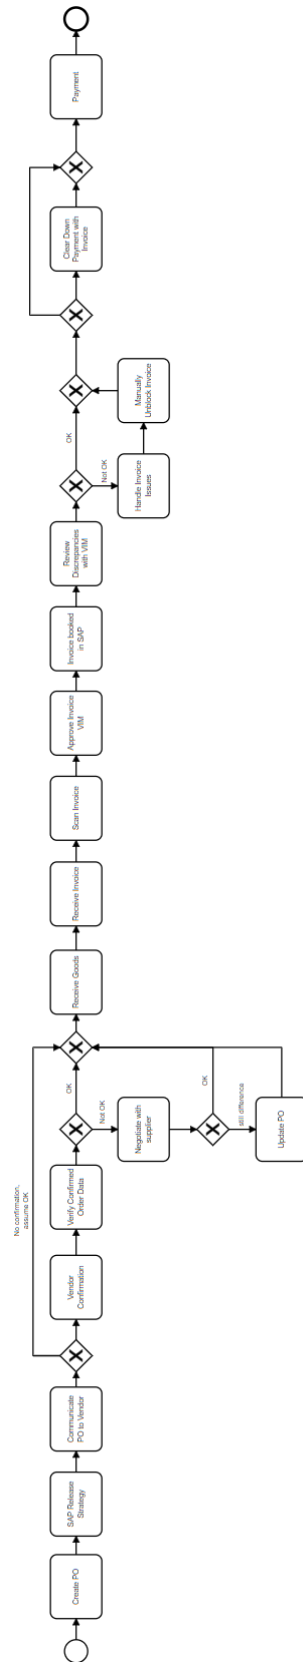 Create PO
SAP Release
Strategy
Communicate
PO to Vendor
No confirmation,
assume OK
Vendor
Confirmation
Verify Confirmed
Order Data
OK
Not OK
Negotiate with
supplier
OK
still difference
Update PO
Receive Goods
Receive Invoice
Scan Invoice
Approve Invoice
VIM
Invoice booked
in SAP
Review
Discrepancies
with VIM
OK
Not OK
Handle Invoice
Issues
Manually
Unblock Invoice
Clear Down
Payment with
Invoice
Payment